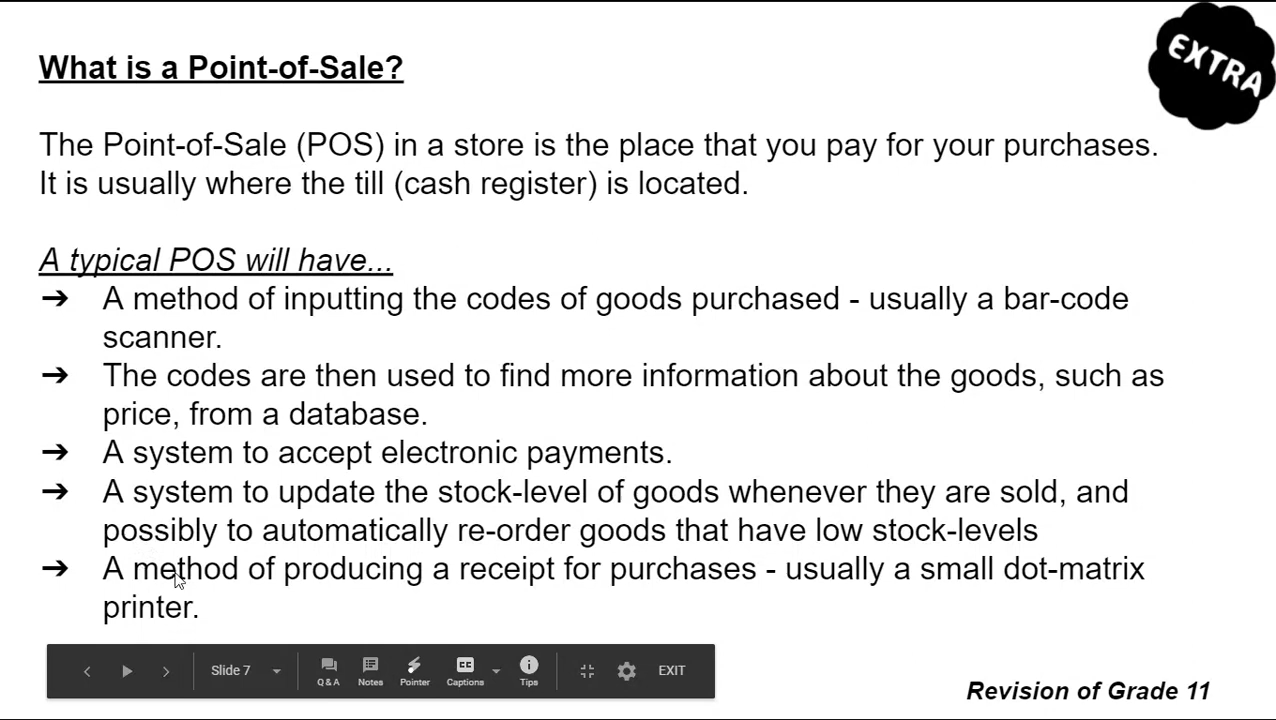 EXTRA
What is a Point-of-Sale?
The Point-of-Sale (POS) in a store is the place that you pay for your purchases.
It is usually where the till (cash register) is located.
A typical POS will have...
➔ A method of inputting the codes of goods purchased - usually a bar-code
scanner.
➔ The codes are then used to find more information about the goods, such as
price, from a database.
➔ A system to accept electronic payments.
➔ A system to update the stock-level of goods whenever they are sold, and
possibly to automatically re-order goods that have low stock-levels
➔ A method of producing a receipt for purchases - usually a small dot-matrix
printer.
Slide 7 Q&A Notes Pointer CC Captions Tips EXIT
Revision of Grade 11